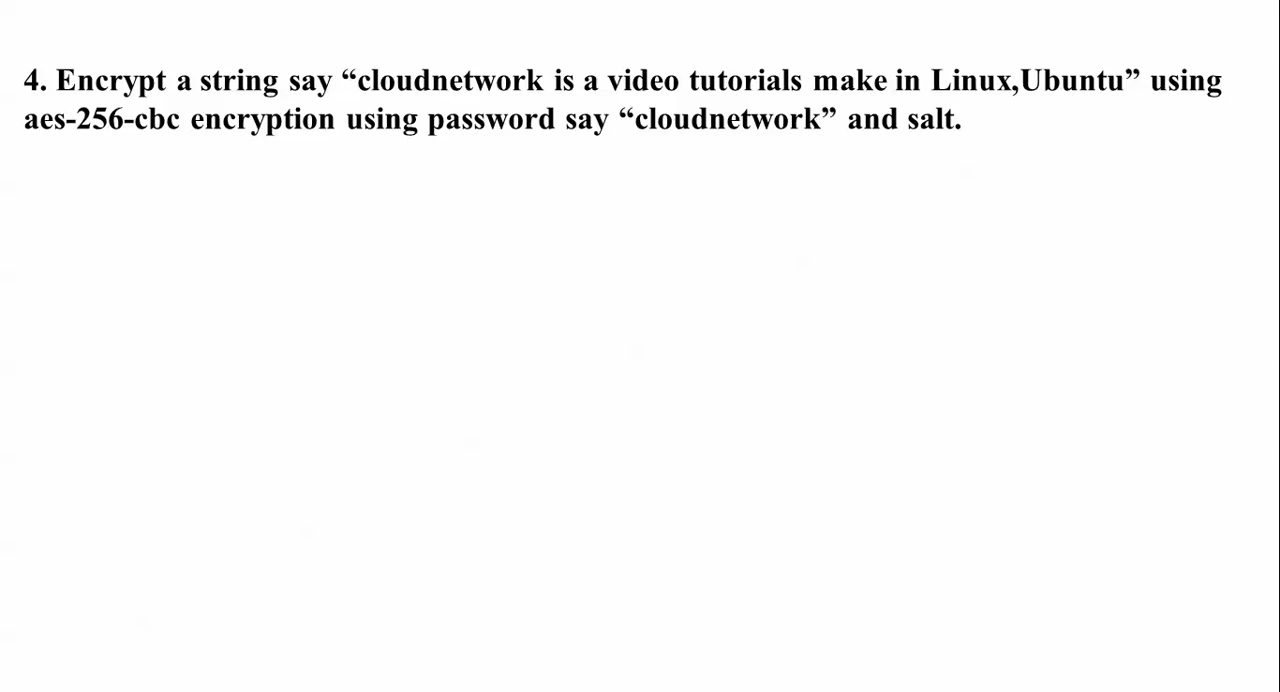 4. Encrypt a string say “cloudnetwork is a video tutorials make in Linux,Ubuntu” using
aes-256-cbc encryption using password say “cloudnetwork” and salt.